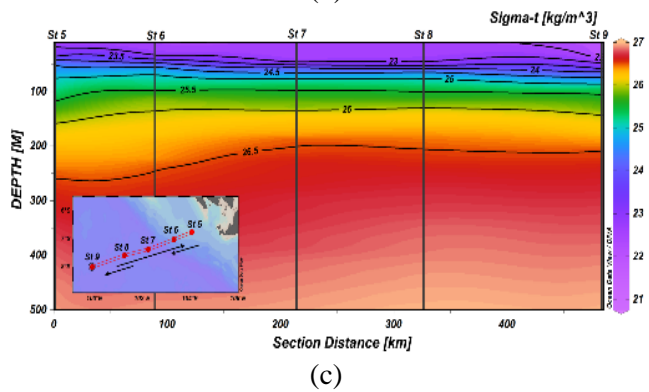 Sigma-t [kg/m^3]
St 5 St 6 St 7 St 8 St 9
27
26
25
24
23
22
21
100
200
300
400
500
DEPTH [M]
23.5
23
24.5
24
25
25.5
26
26.5
St 9 St 8 St 7 St 6 St 5
0 100 200 300 400
Section Distance [km]
Ocean Data View / DIVA
(c)